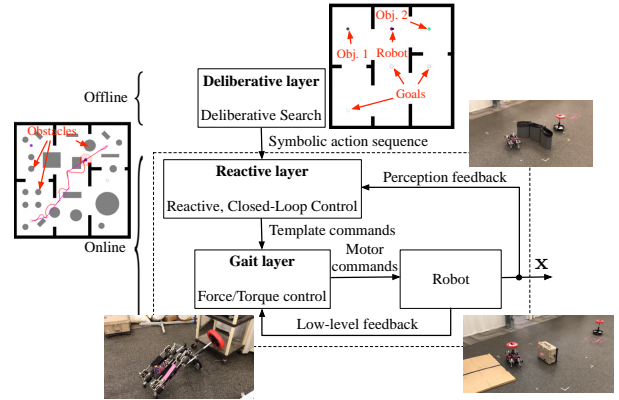 Obj. 2
Obj. 1
Robot
Goals
Offline
Deliberative layer
Deliberative Search
Symbolic action sequence
Obstacles
Online
Reactive layer
Reactive, Closed-Loop Control
Perception feedback
Template commands
Gait layer
Force/Torque control
Motor
commands
Robot
x
Low-level feedback